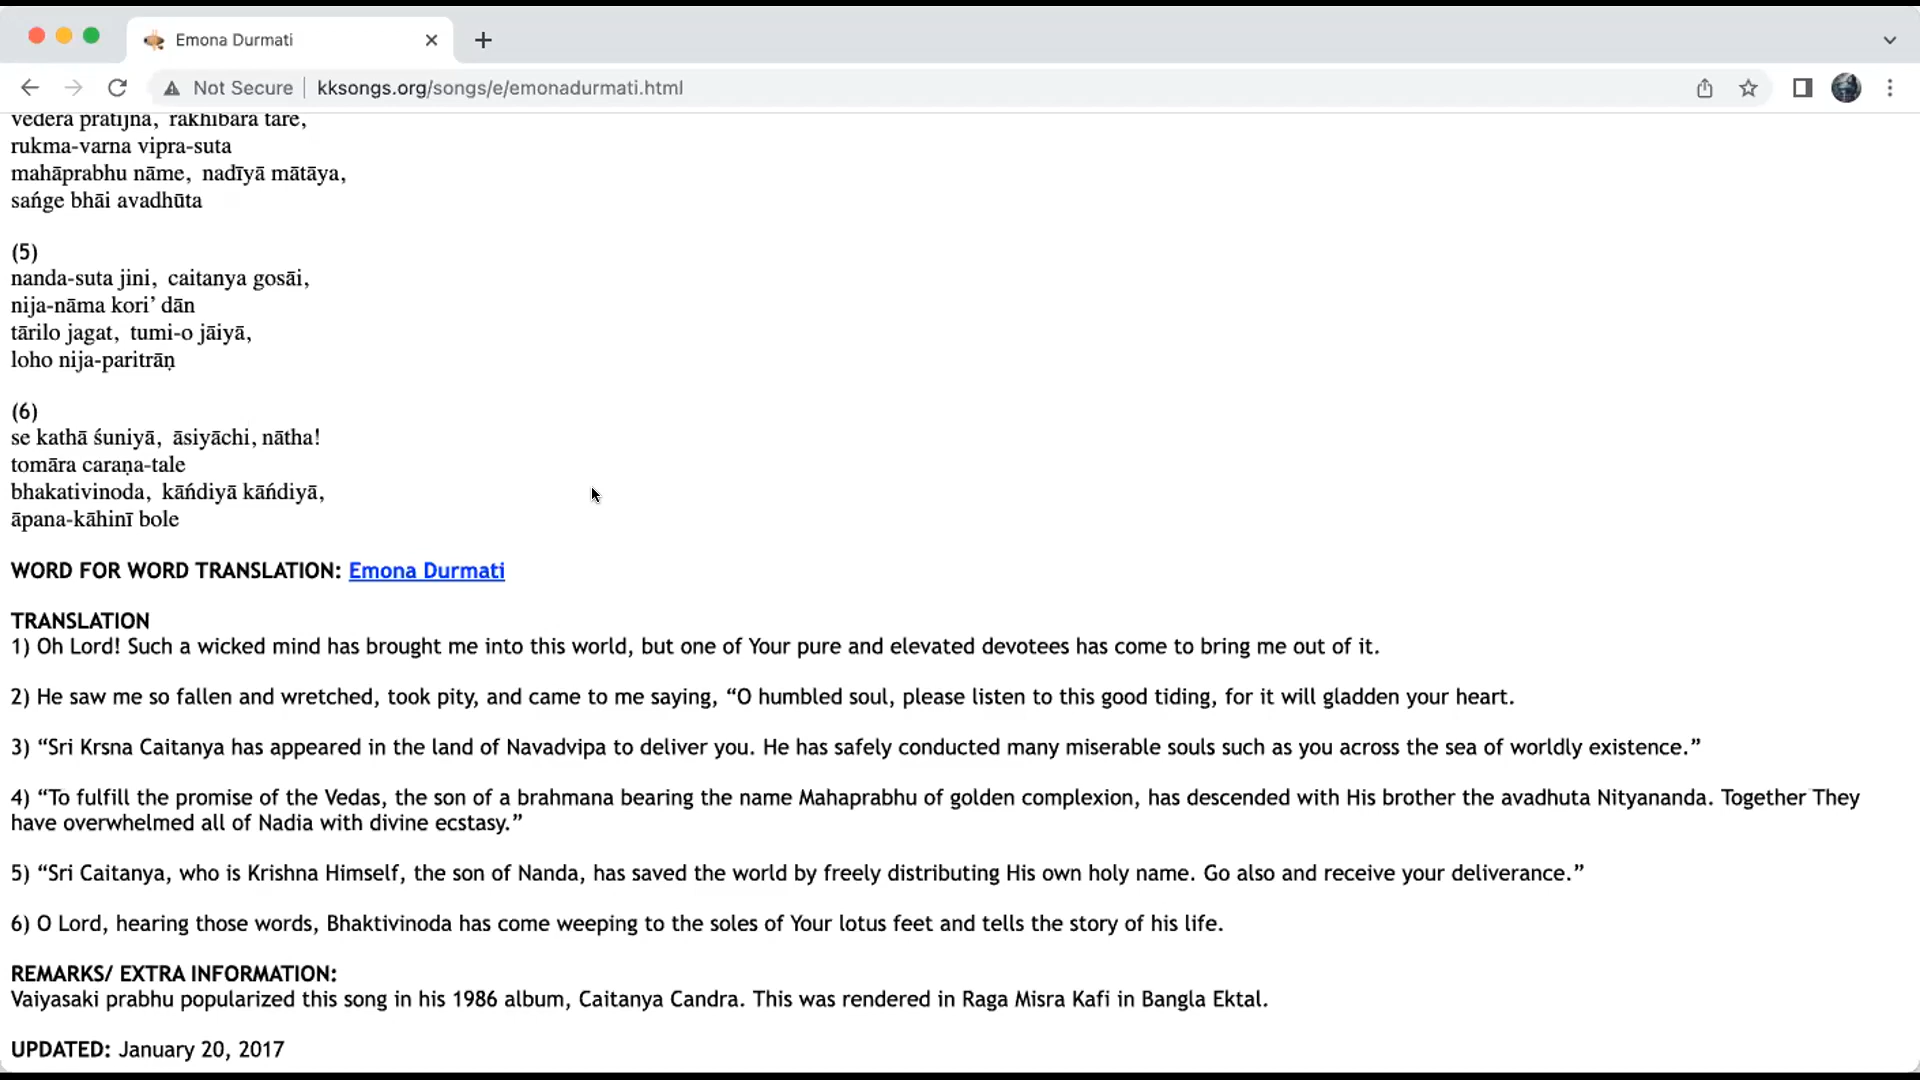 Emona Durmati
Not Secure kksongs.org/songs/e/emonadurmati.html
vedera pratijñā, rākhibāra tare,
rukma-varna vipra-suta
mahāprabhu nāme, nadīyā mātāya,
sańge bhāi avadhūta
(5)
nanda-suta jini, caitanya gosāi,
nija-nāma kori’ dān
tārilo jagat, tumi-o jāiyā,
loho nija-paritrāṇ
(6)
se kathā śuniyā, āsiyāchi, nātha!
tomāra caraṇa-tale
bhakativinoda, kāńdiyā kāńdiyā,
āpana-kāhinī bole
WORD FOR WORD TRANSLATION: Emona Durmati
TRANSLATION
1) Oh Lord! Such a wicked mind has brought me into this world, but one of Your pure and elevated devotees has come to bring me out of it.
2) He saw me so fallen and wretched, took pity, and came to me saying, “O humbled soul, please listen to this good tiding, for it will gladden your heart.
3) “Sri Krsna Caitanya has appeared in the land of Navadvipa to deliver you. He has safely conducted many miserable souls such as you across the sea of worldly existence.”
4) “To fulfill the promise of the Vedas, the son of a brahmana bearing the name Mahaprabhu of golden complexion, has descended with His brother the avadhuta Nityananda. Together They
have overwhelmed all of Nadia with divine ecstasy.”
5) “Sri Caitanya, who is Krishna Himself, the son of Nanda, has saved the world by freely distributing His own holy name. Go also and receive your deliverance.”
6) O Lord, hearing those words, Bhaktivinoda has come weeping to the soles of Your lotus feet and tells the story of his life.
REMARKS/ EXTRA INFORMATION:
Vaiyasaki prabhu popularized this song in his 1986 album, Caitanya Candra. This was rendered in Raga Misra Kafi in Bangla Ektal.
UPDATED: January 20, 2017